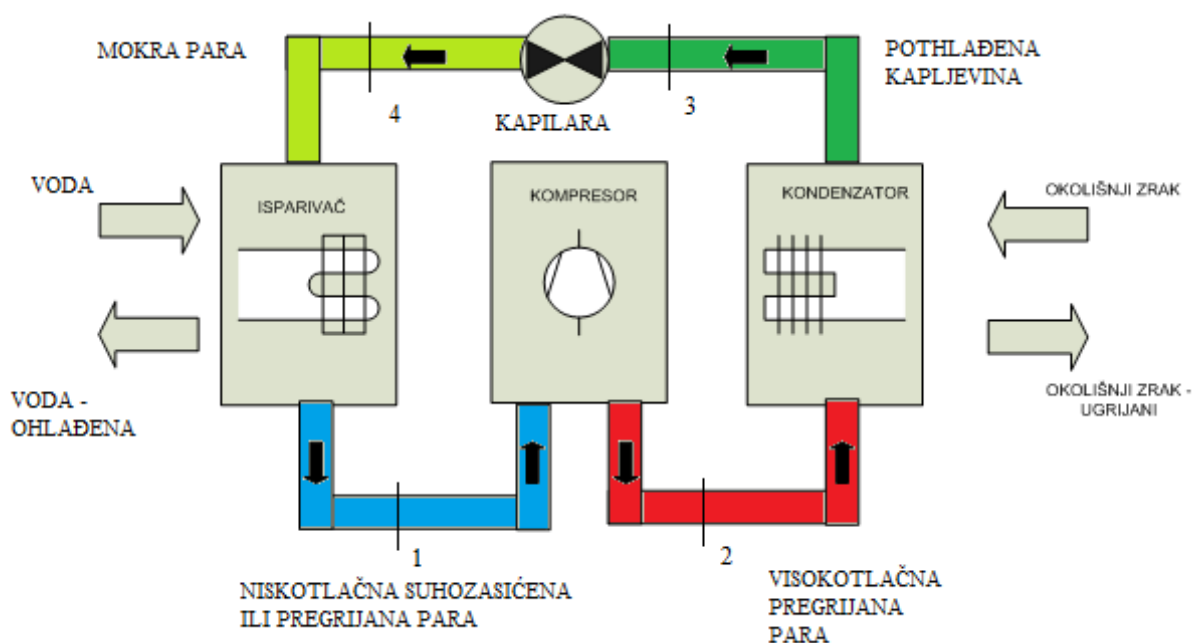 MOKRA PARA
POTHLAĐENA
KAPLJEVINA
4
KAPILARA
3
VODA
ISPARIVAČ
KOMPRESOR
KONDENZATOR
OKOLIŠNJI ZRAK
VODA -
OHLAĐENA
OKOLIŠNJI ZRAK -
UGRIJANI
1
2
NISKOTLAČNA SUHOZASIĆENA
ILI PREGRIJANA PARA
VISOKOTLAČNA
PREGRIJANA
PARA